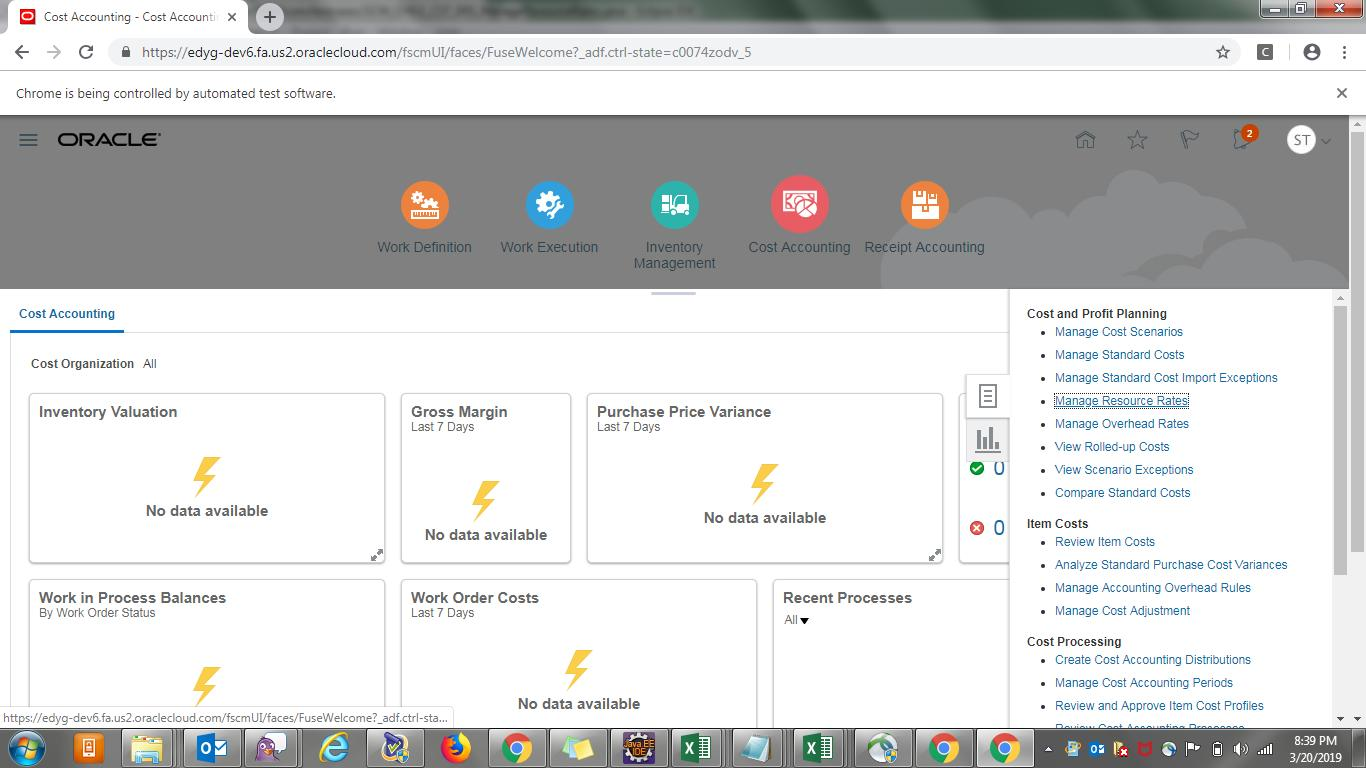 Cost Accounting - Cost Accounti
https://edyg-dev6.fa.us2.oraclecloud.com/fscmUI/faces/FuseWelcome?_adf.ctrl-state=c0074zodv_5
C
Chrome is being controlled by automated test software.
ORACLE
2
ST
Work Definition
Work Execution
Inventory
Management
Cost Accounting
Receipt Accounting
Cost Accounting
Cost Organization All
Inventory Valuation
No data available
Gross Margin
Last 7 Days
No data available
Purchase Price Variance
Last 7 Days
No data available
0
0
Work in Process Balances
By Work Order Status
Work Order Costs
Last 7 Days
No data available
Recent Processes
All
Cost and Profit Planning
Manage Cost Scenarios
Manage Standard Costs
Manage Standard Cost Import Exceptions
Manage Resource Rates
Manage Overhead Rates
View Rolled-up Costs
View Scenario Exceptions
Compare Standard Costs
Item Costs
Review Item Costs
Analyze Standard Purchase Cost Variances
Manage Accounting Overhead Rules
Manage Cost Adjustment
Cost Processing
Create Cost Accounting Distributions
Manage Cost Accounting Periods
Review and Approve Item Cost Profiles
Review Cost Accounting Processes
https://edyg-dev6.fa.us2.oraclecloud.com/fscmUI/faces/FuseWelcome?_adf.ctrl-sta...
Java EE
IDE
8:39 PM
3/20/2019